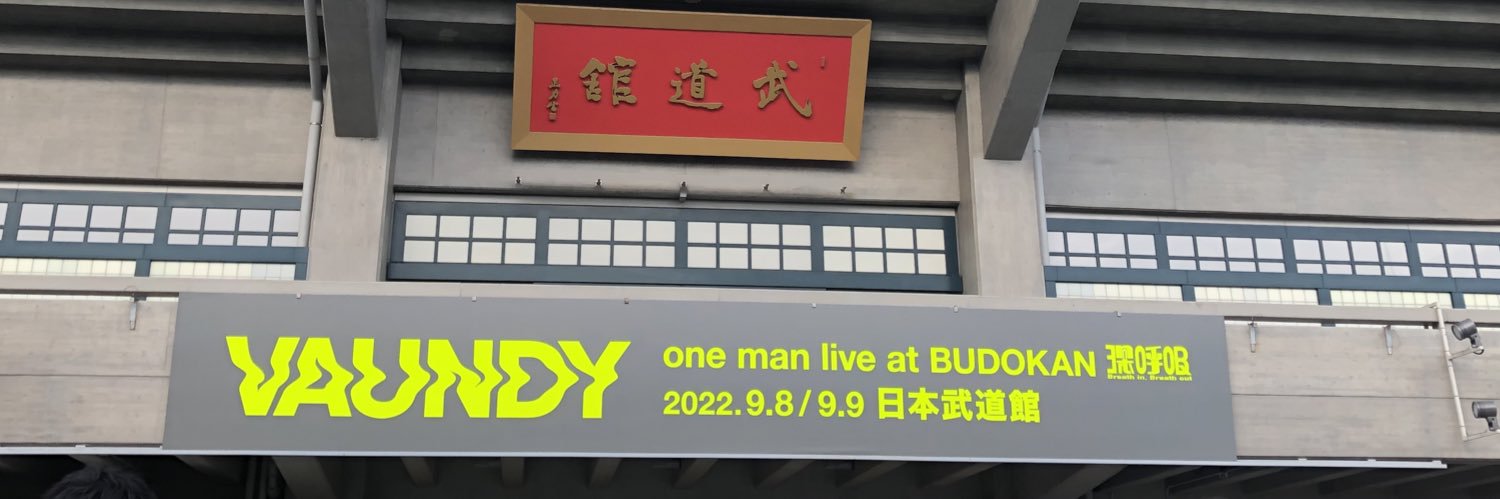 武道館
VAUNDY
one man live at BUDOKAN 深呼吸
Breath in, Breath out
2022.9.8 / 9.9 日本武道館